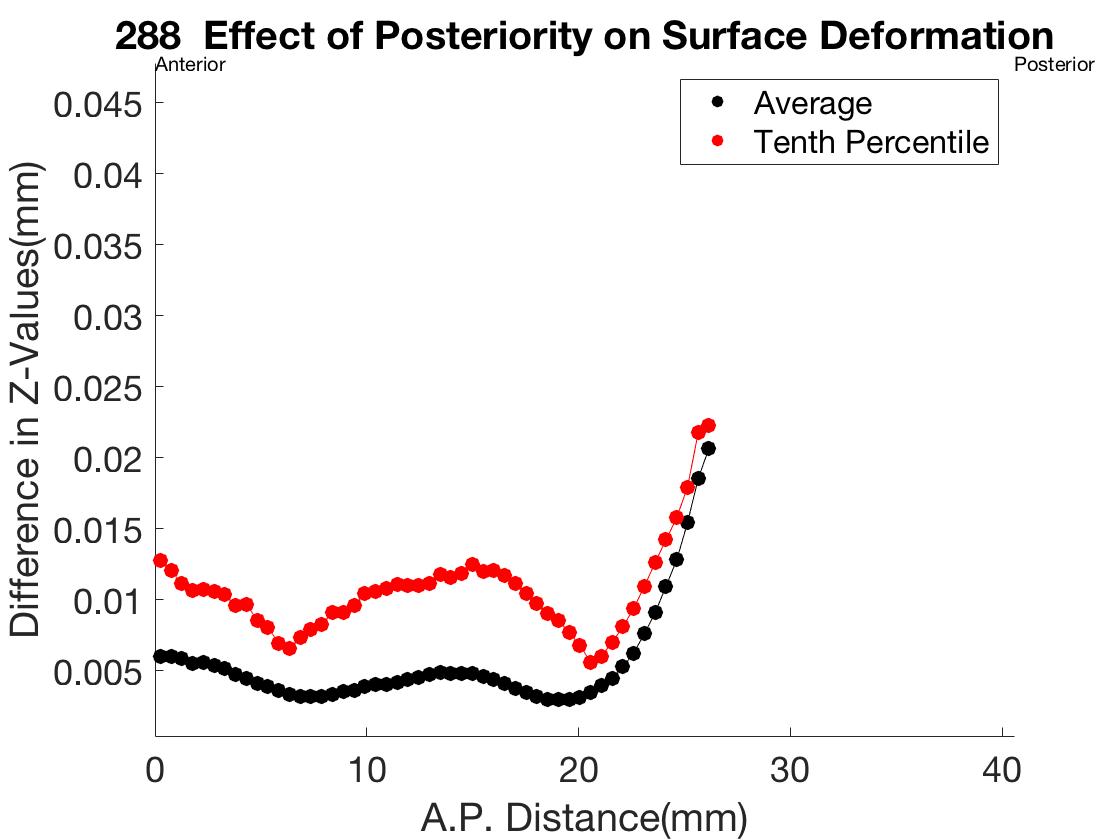 288  Effect of Posteriority on Surface Deformation
Anterior
Posterior
Average
Tenth Percentile
0.045
0.04
0.035
0.03
0.025
0.02
0.015
0.01
0.005
Difference in Z-Values(mm)
0
10
20
30
40
A.P. Distance(mm)